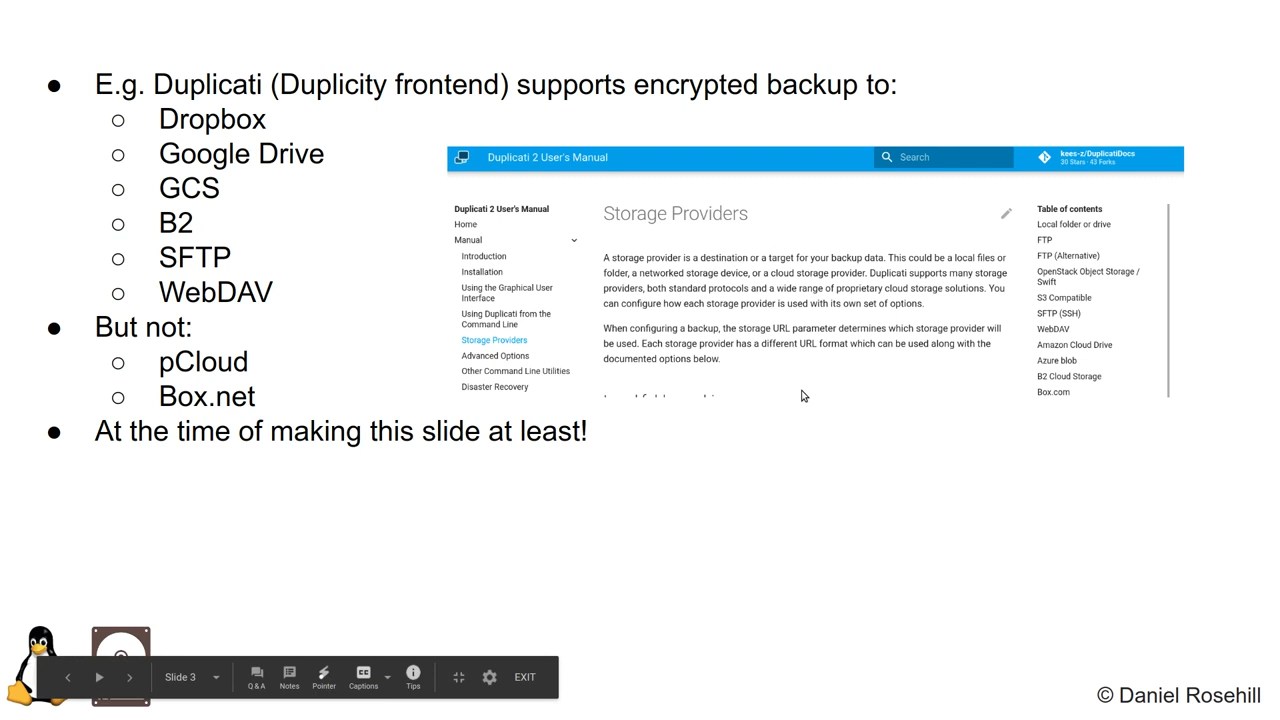 ● E.g. Duplicati (Duplicity frontend) supports encrypted backup to:
○ Dropbox
○ Google Drive
○ GCS
○ B2
○ SFTP
○ WebDAV
● But not:
○ pCloud
○ Box.net
● At the time of making this slide at least!
Duplicati 2 User's Manual
Search
kees-z/DuplicatiDocs
30 Stars · 43 Forks
Duplicati 2 User's Manual
Home
Manual
Introduction
Installation
Using the Graphical User
Interface
Using Duplicati from the
Command Line
Storage Providers
Advanced Options
Other Command Line Utilities
Disaster Recovery
Storage Providers
A storage provider is a destination or a target for your backup data. This could be a local files or
folder, a networked storage device, or a cloud storage provider. Duplicati supports many storage
providers, both standard protocols and a wide range of proprietary cloud storage solutions. You
can configure how each storage provider is used with its own set of options.
When configuring a backup, the storage URL parameter determines which storage provider will
be used. Each storage provider has a different URL format which can be used along with the
documented options below.
Table of contents
Local folder or drive
FTP
FTP (Alternative)
OpenStack Object Storage /
Swift
S3 Compatible
SFTP (SSH)
WebDAV
Amazon Cloud Drive
Azure blob
B2 Cloud Storage
Box.com
Slide 3
Q&A
Notes
Pointer
CC
Captions
Tips
EXIT
© Daniel Rosehill